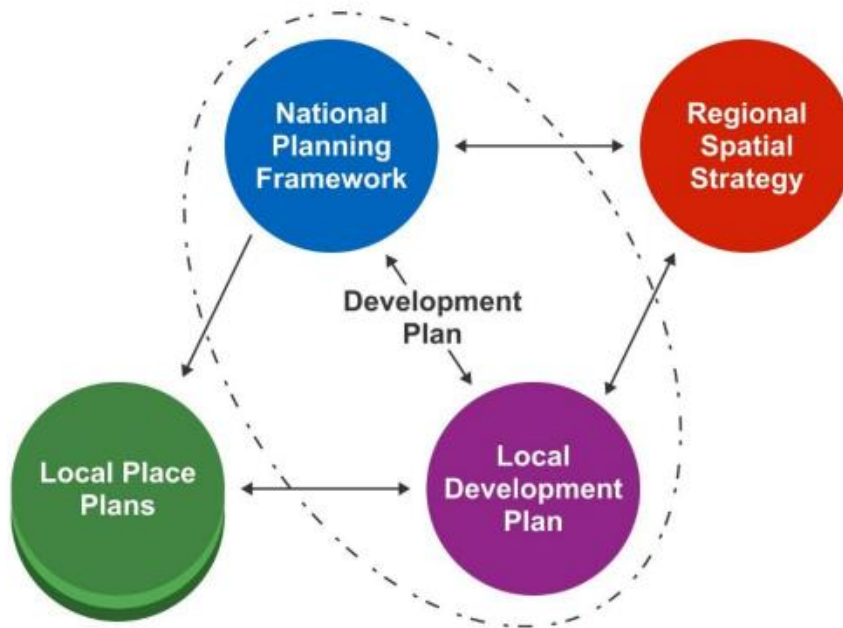 National
Planning
Framework
Regional
Spatial
Strategy
Development
Plan
Local Place
Plans
Local
Development
Plan